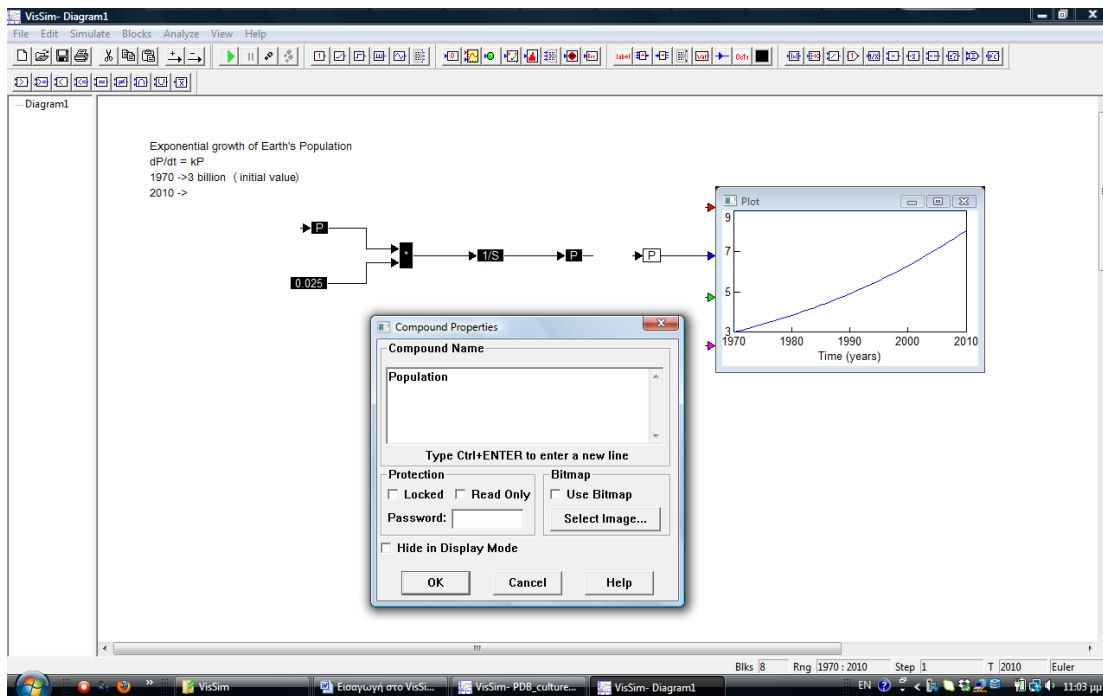 VisSim- Diagram1
File Edit Simulate Blocks Analyze View Help
Diagram1
Exponential growth of Earth's Population
dP/dt = kP
1970 ->3 billion ( initial value)
2010 ->
P
*
0.025
1/S
P
P
Plot
9
7
5
3
1970 1980 1990 2000 2010
Time (years)
Compound Properties
Compound Name
Population
Type Ctrl+ENTER to enter a new line
Protection
Locked Read Only
Password:
Bitmap
Use Bitmap
Select Image...
Hide in Display Mode
OK Cancel Help
Blks 8 Rng 1970 : 2010 Step 1 T 2010 Euler
VisSim Εισαγωγή στο VisSi... VisSim- PDB_culture... VisSim- Diagram1 EN 11:03 μμ